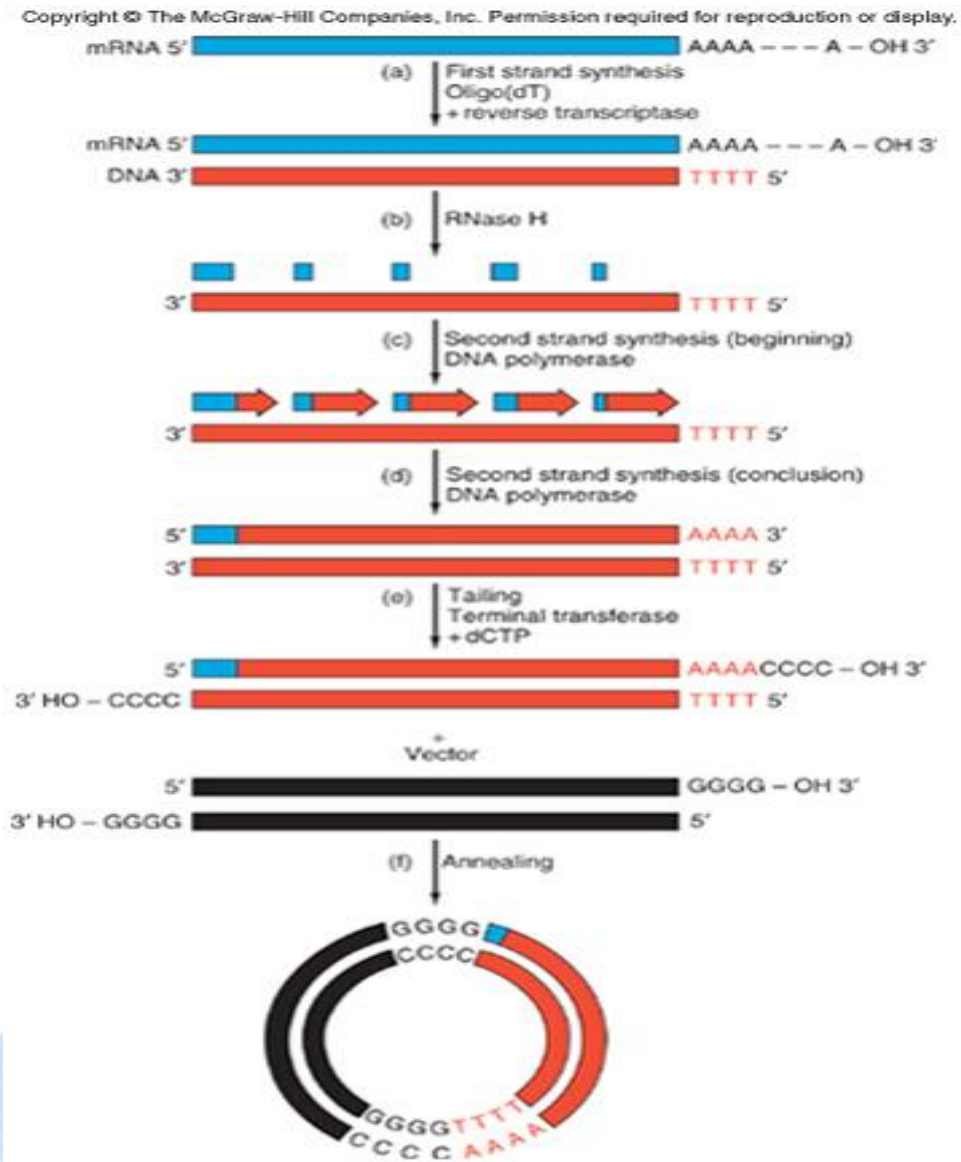 Copyright © The McGraw-Hill Companies, Inc. Permission required for reproduction or display.
mRNA 5′ AAAA – – – A – OH 3′
(a) First strand synthesis
Oligo(dT)
+ reverse transcriptase
mRNA 5′ AAAA – – – A – OH 3′
DNA 3′ TTTT 5′
(b) RNase H
3′ TTTT 5′
(c) Second strand synthesis (beginning)
DNA polymerase
3′ TTTT 5′
(d) Second strand synthesis (conclusion)
DNA polymerase
5′ AAAA 3′
3′ TTTT 5′
(e) Tailing
Terminal transferase
+ dCTP
5′ AAAACCCC – OH 3′
3′ HO – CCCC TTTT 5′
+
Vector
5′ GGGG – OH 3′
3′ HO – GGGG 5′
(f) Annealing
GGGG
CCCC
GGGGTTTT
CCCCAAAA